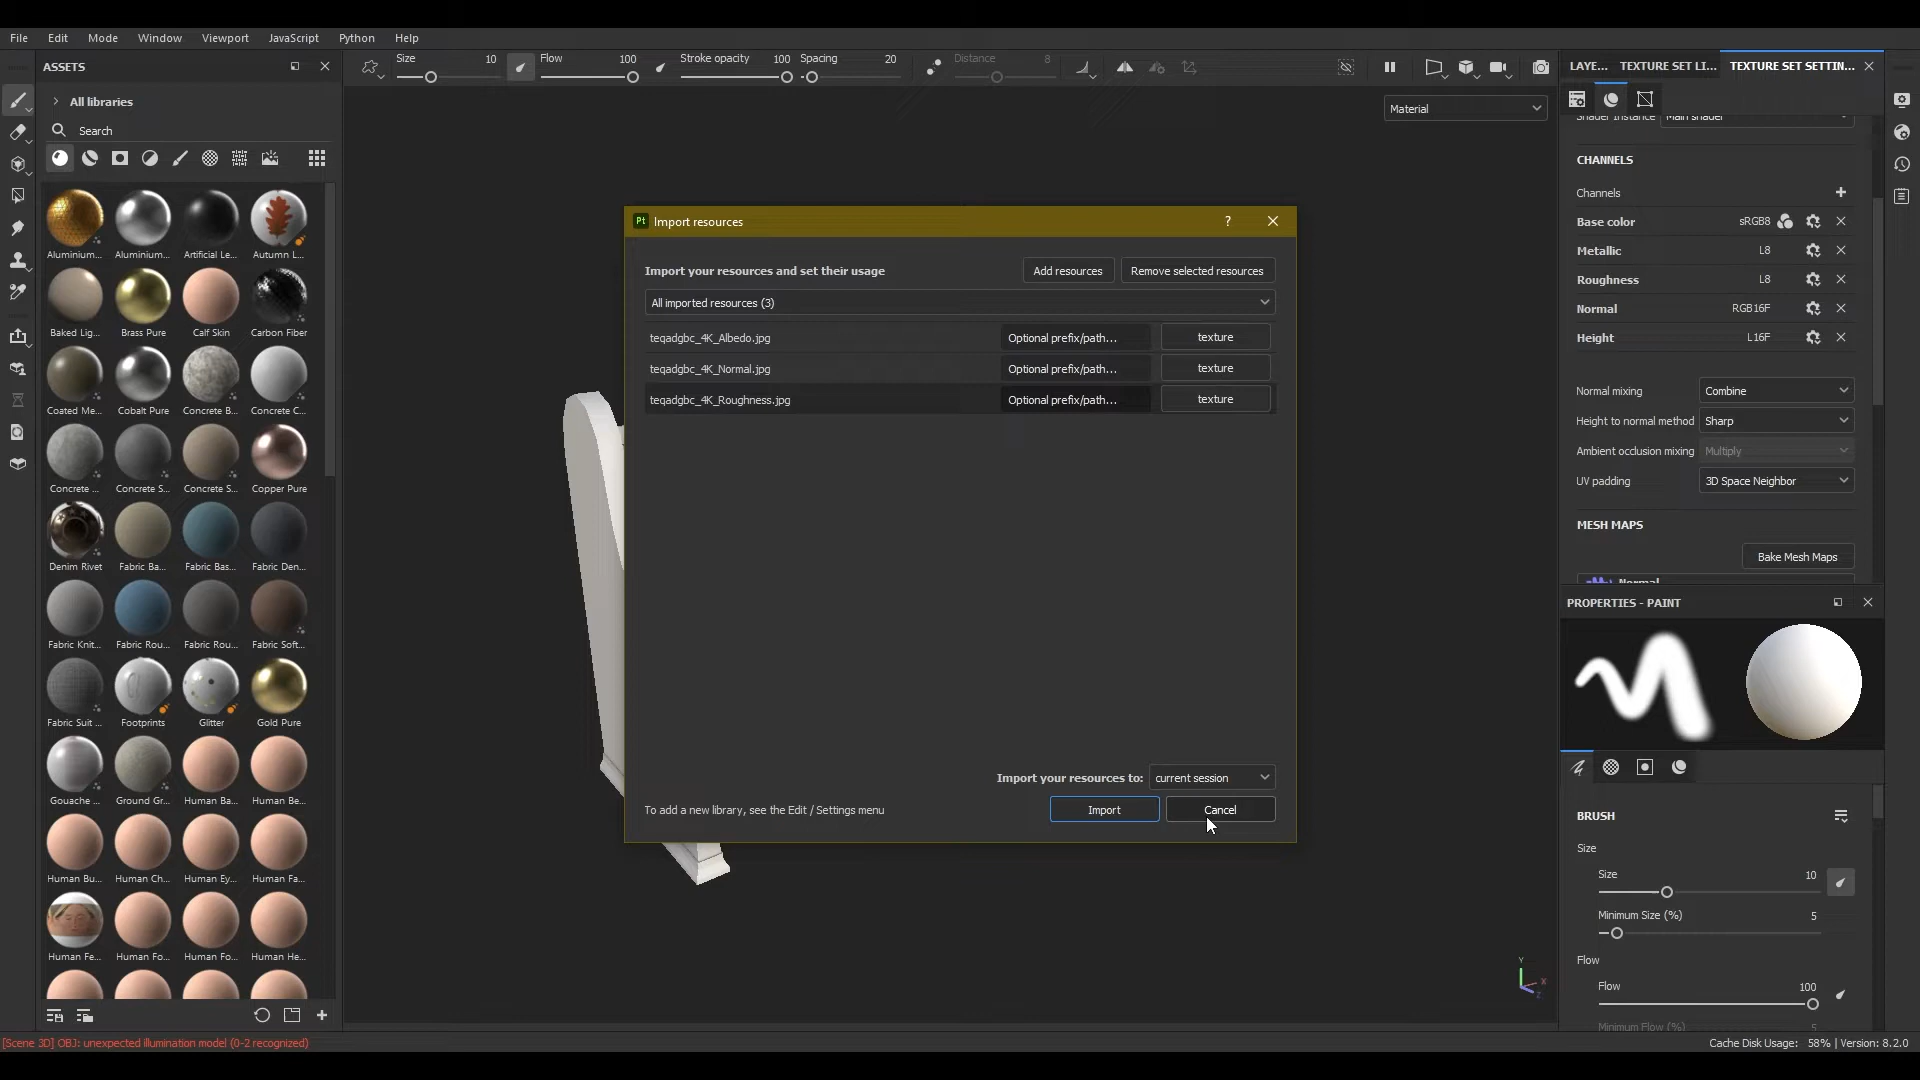 File Edit Mode Window Viewport JavaScript Python Help
ASSETS
Size 10 Flow 100 Stroke opacity 100 Spacing 20 Distance 8
LAYE... TEXTURE SET LI... TEXTURE SET SETTIN...
All libraries
Search
Material
Shader Instance Main shader
CHANNELS
Channels
Base color sRGB8
Metallic L8
Roughness L8
Normal RGB16F
Height L16F
Normal mixing Combine
Height to normal method Sharp
Ambient occlusion mixing Multiply
UV padding 3D Space Neighbor
MESH MAPS
Bake Mesh Maps
Normal
Aluminium... Aluminium... Artificial Le... Autumn L...
Baked Lig... Brass Pure Calf Skin Carbon Fiber
Coated Me... Cobalt Pure Concrete B... Concrete C...
Concrete ... Concrete S... Concrete S... Copper Pure
Denim Rivet Fabric Ba... Fabric Bas... Fabric Den...
Fabric Knit... Fabric Rou... Fabric Rou... Fabric Soft...
Fabric Suit ... Footprints Glitter Gold Pure
Gouache ... Ground Gr... Human Ba... Human Be...
Human Bu... Human Ch... Human Ey... Human Fa...
Human Fe... Human Fo... Human Fo... Human He...
Pt Import resources ?
Import your resources and set their usage Add resources Remove selected resources
All imported resources (3)
teqadgbc_4K_Albedo.jpg Optional prefix/path... texture
teqadgbc_4K_Normal.jpg Optional prefix/path... texture
teqadgbc_4K_Roughness.jpg Optional prefix/path... texture
Import your resources to: current session
To add a new library, see the Edit / Settings menu Import Cancel
PROPERTIES - PAINT
BRUSH
Size
Size 10
Minimum Size (%) 5
Flow
Flow 100
Minimum Flow (%) 5
Y
X
Z
[Scene 3D] OBJ: unexpected illumination model (0-2 recognized)
Cache Disk Usage: 58% | Version: 8.2.0